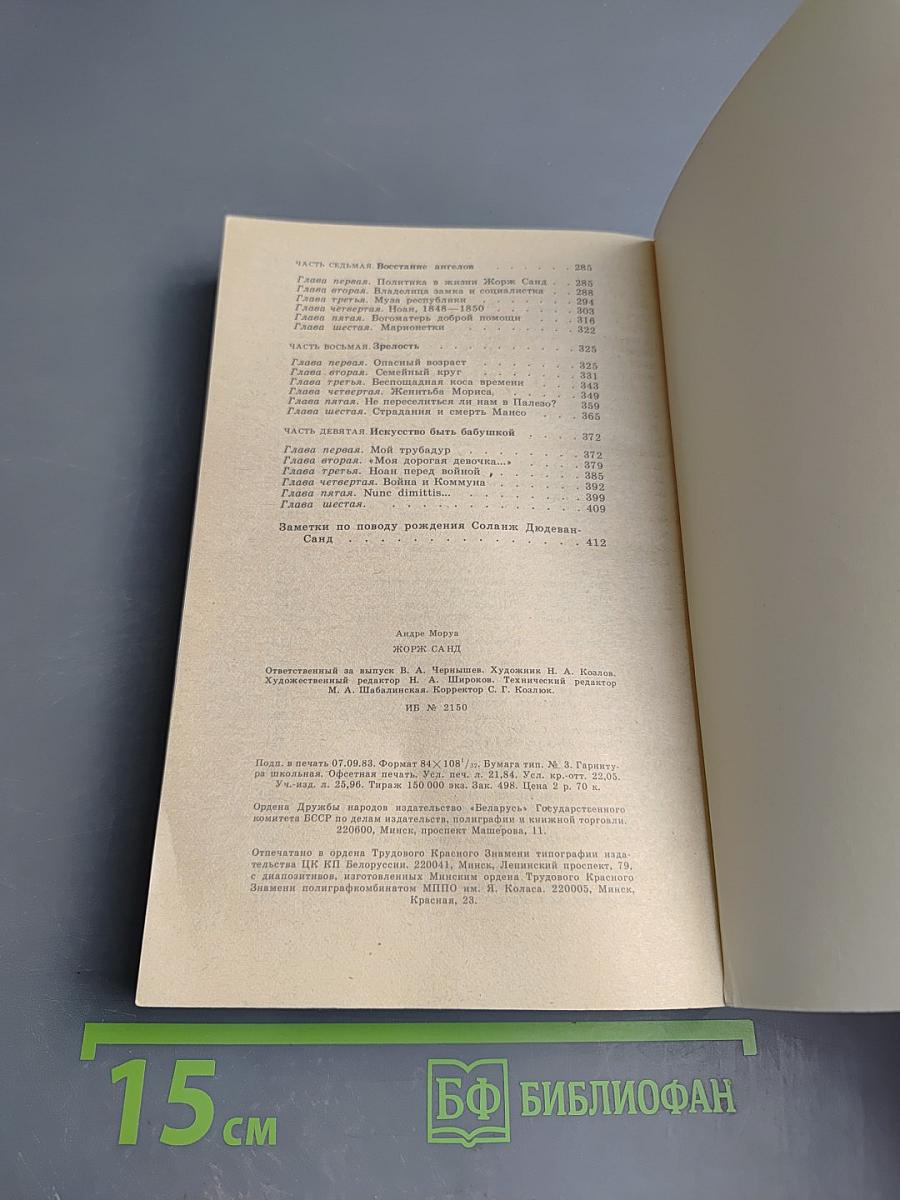 ЧАСТЬ СЕДЬМАЯ. Восстание ангелов . . . . . . 285
Глава первая. Политика в жизни Жорж Санд . . 285
Глава вторая. Владелица замка и социалистка . . 288
Глава третья. Муза республики . . . . . . 294
Глава четвертая. Ноан, 1848—1850 . . . . . . 303
Глава пятая. Богоматерь доброй помощи . . . 316
Глава шестая. Марионетки . . . . . . . 322
ЧАСТЬ ВОСЬМАЯ. Зрелость . . . . . . . . 325
Глава первая. Опасный возраст . . . . . . 325
Глава вторая. Семейный круг . . . . . . 331
Глава третья. Беспощадная коса времени . . . 343
Глава четвертая. Женитьба Мориса, . . . . . 349
Глава пятая. Не переселиться ли нам в Палезо? 359
Глава шестая. Страдания и смерть Мансо . . . 365
ЧАСТЬ ДЕВЯТАЯ. Искусство быть бабушкой . . . . 372
Глава первая. Мой трубадур . . . . . . . 372
Глава вторая. «Моя дорогая девочка...» . . . . 379
Глава третья. Ноан перед войной , . . . . . 385
Глава четвертая. Война и Коммуна . . . . . 392
Глава пятая. Nunc dimittis... . . . . . . . 399
Глава шестая. . . . . . . . . . . . 409
Заметки по поводу рождения Соланж Дюдеван-
Санд . . . . . . . . . . . . . . 412
Андре Моруа
ЖОРЖ САНД
Ответственный за выпуск В. А. Чернышев. Художник Н. А. Козлов.
Художественный редактор Н. А. Широков. Технический редактор
М. А. Шабалинская. Корректор С. Г. Козлюк.
ИБ № 2150
Подп. в печать 07.09.83. Формат 84×108¹/₃₂. Бумага тип. № 3. Гарниту-
ра школьная. Офсетная печать. Усл. печ. л. 21,84. Усл. кр.-отт. 22,05.
Уч.-изд. л. 25,96. Тираж 150 000 экз. Зак. 498. Цена 2 р. 70 к.
Ордена Дружбы народов издательство «Беларусь» Государственного
комитета БССР по делам издательств, полиграфии и книжной торговли.
220600, Минск, проспект Машерова, 11.
Отпечатано в ордена Трудового Красного Знамени типографии изда-
тельства ЦК КП Белоруссии. 220041, Минск, Ленинский проспект, 79,
с диапозитивов, изготовленных Минским ордена Трудового Красного
Знамени полиграфкомбинатом МППО им. Я. Коласа. 220005, Минск,
Красная, 23.
15 см
БФ БИБЛИОФАН